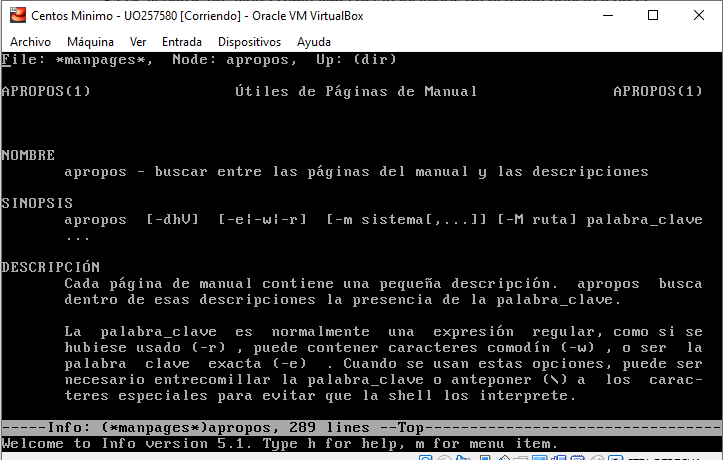 Centos Minimo - UO257580 [Corriendo] - Oracle VM VirtualBox
Archivo Máquina Ver Entrada Dispositivos Ayuda
File: *manpages*, Node: apropos, Up: (dir)
APROPOS(1) Útiles de Páginas de Manual APROPOS(1)
NOMBRE
apropos - buscar entre las páginas del manual y las descripciones
SINOPSIS
apropos [-dhV] [-e|-w|-r] [-m sistema[,...]] [-M ruta] palabra_clave
...
DESCRIPCIÓN
Cada página de manual contiene una pequeña descripción. apropos busca
dentro de esas descripciones la presencia de la palabra_clave.
La palabra_clave es normalmente una expresión regular, como si se
hubiese usado (-r) , puede contener caracteres comodín (-w) , o ser la
palabra clave exacta (-e) . Cuando se usan estas opciones, puede ser
necesario entrecomillar la palabra_clave o anteponer (\) a los carac-
teres especiales para evitar que la shell los interprete.
-----Info: (*manpages*)apropos, 289 lines --Top-----
Welcome to Info version 5.1. Type h for help, m for menu item.